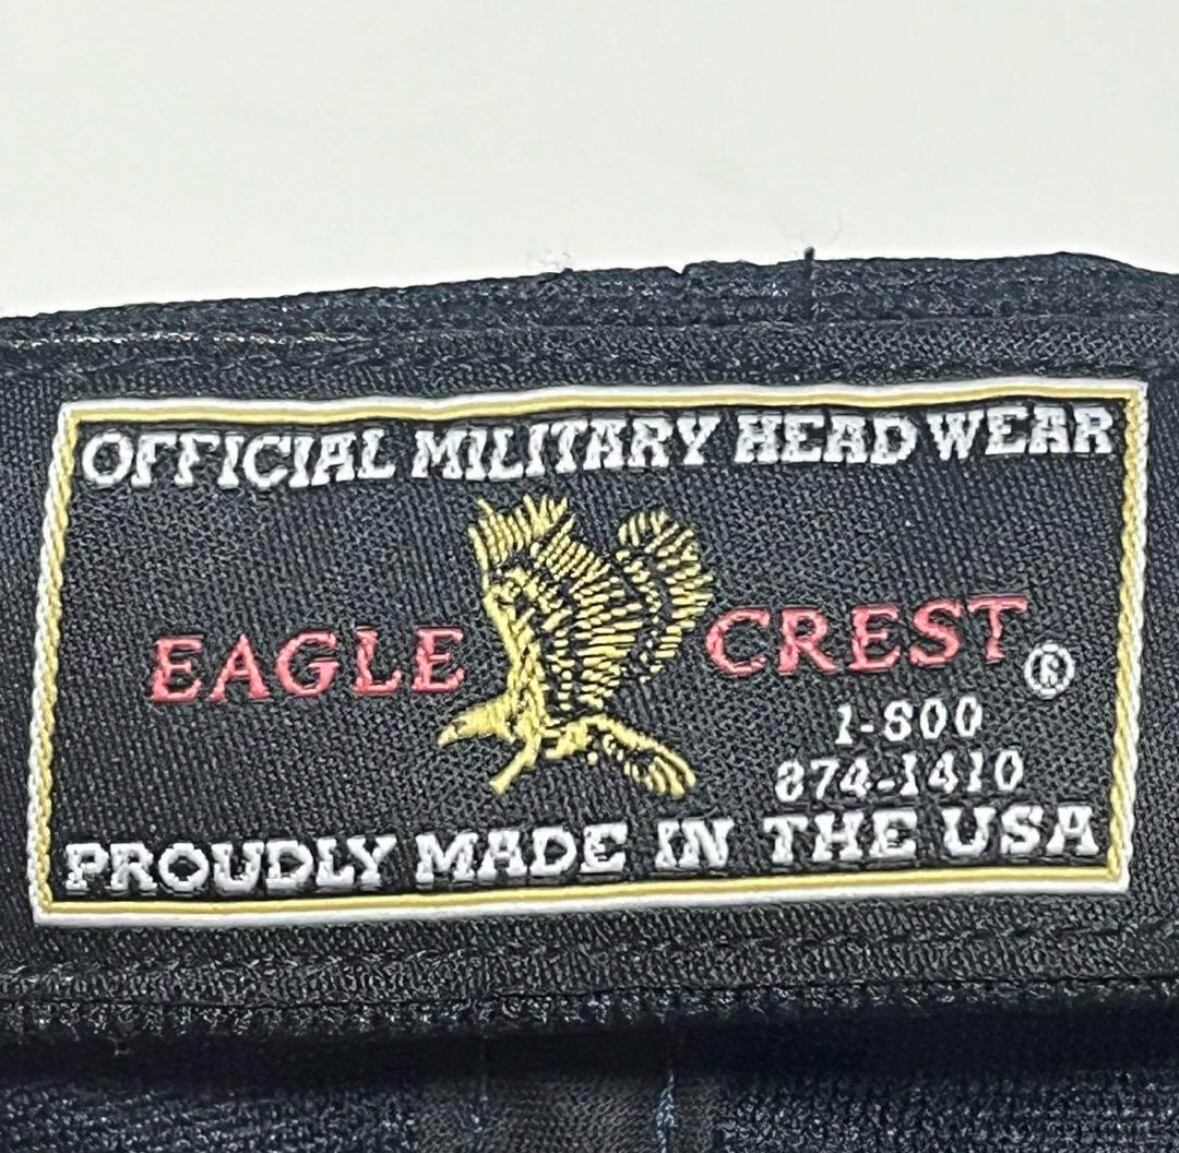 OFFICIAL MILITARY HEAD WEAR
EAGLE CREST ®
1-800
874-1410
PROUDLY MADE IN THE USA